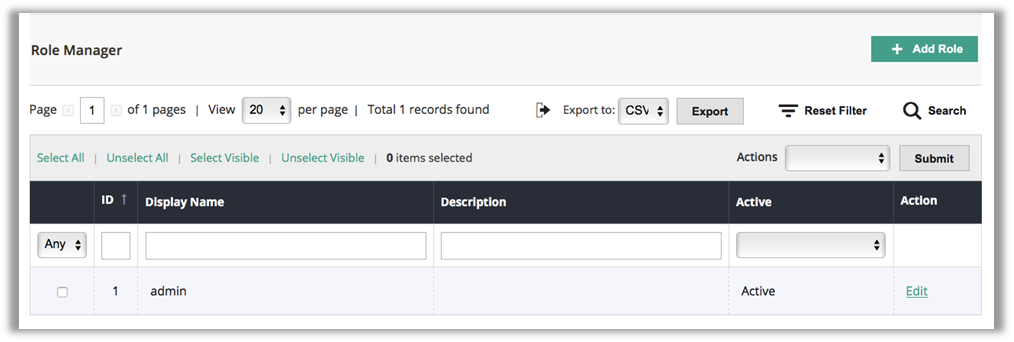 Role Manager
+ Add Role
Page 1 of 1 pages | View 20 per page | Total 1 records found Export to: CSV Export Reset Filter Search
Select All | Unselect All | Select Visible | Unselect Visible | 0 items selected Actions Submit
ID ↑ Display Name Description Active Action
Any
1 admin Active Edit